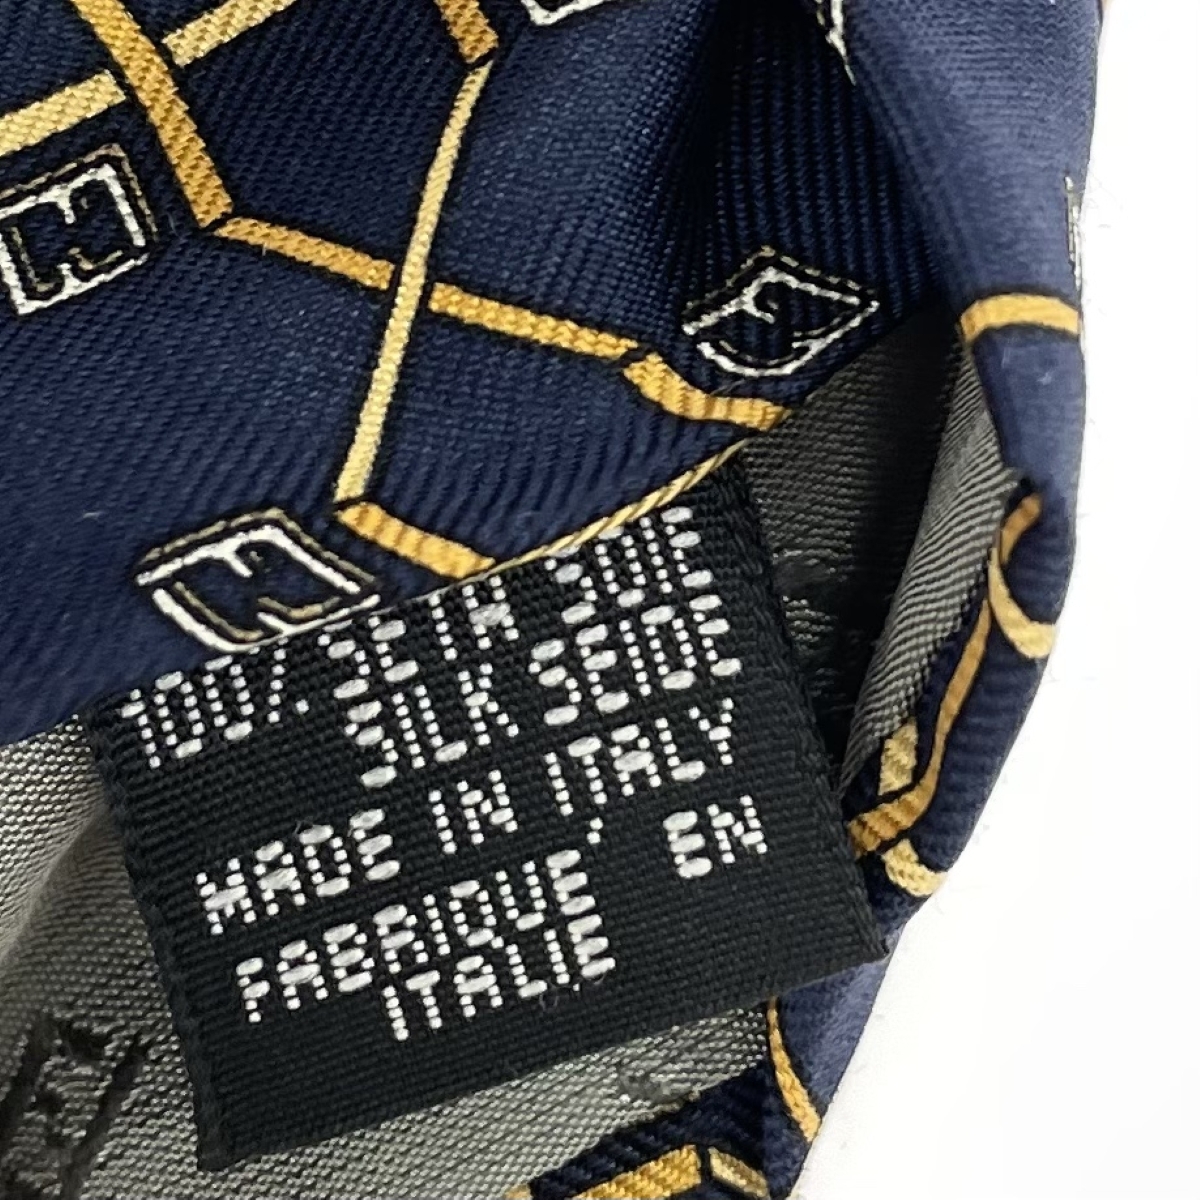 100% SETA SOIE
SILK SEIDE
MADE IN ITALY
FABRIQUE' EN
ITALIE